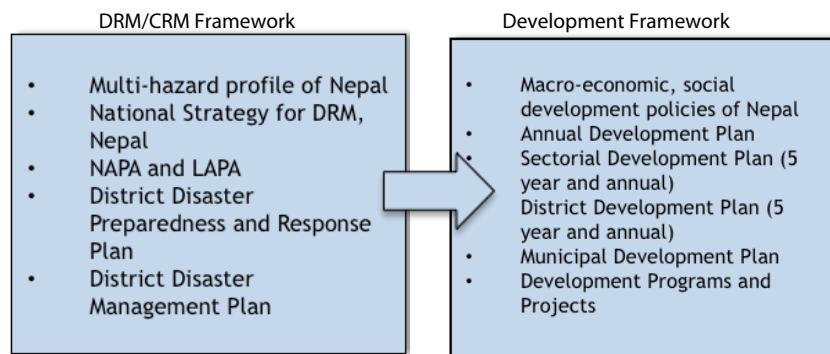 DRM/CRM Framework
• Multi-hazard profile of Nepal
• National Strategy for DRM,
Nepal
• NAPA and LAPA
• District Disaster
Preparedness and Response
Plan
• District Disaster
Management Plan
Development Framework
• Macro-economic, social
development policies of Nepal
• Annual Development Plan
• Sectorial Development Plan (5
year and annual)
District Development Plan (5
year and annual)
• Municipal Development Plan
• Development Programs and
Projects